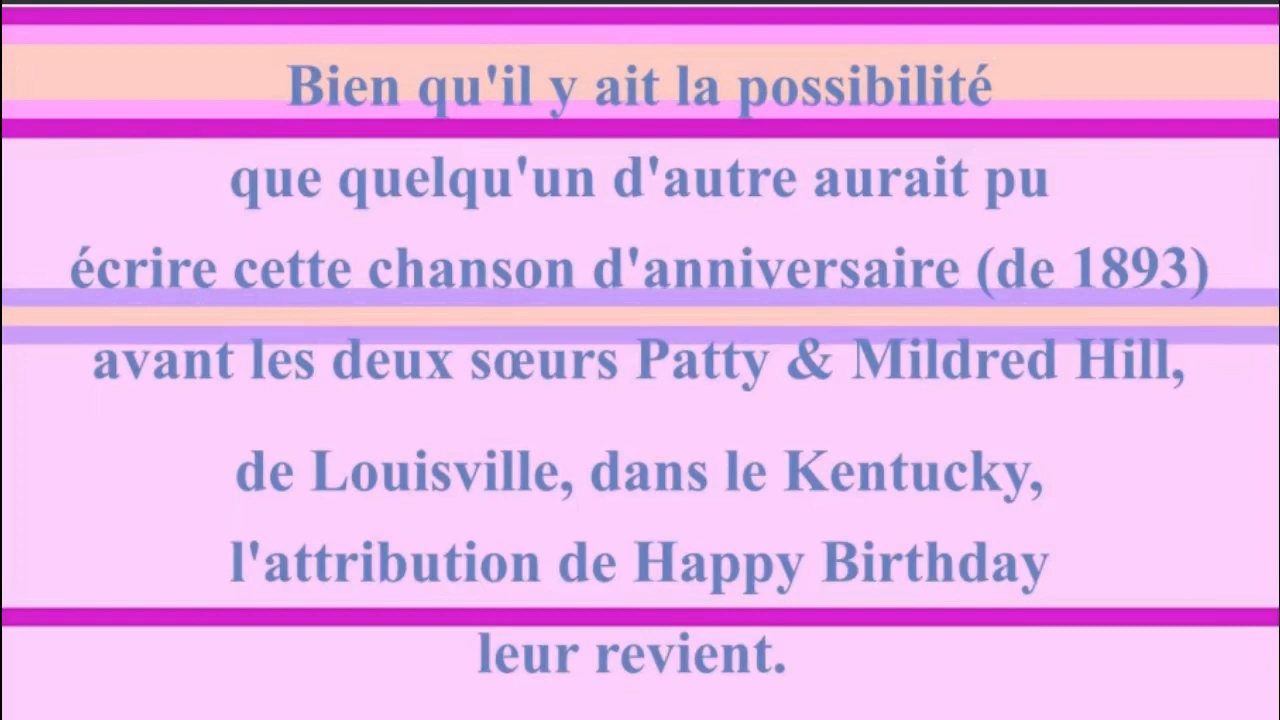 Bien qu'il y ait la possibilité
que quelqu'un d'autre aurait pu
écrire cette chanson d'anniversaire (de 1893)
avant les deux sœurs Patty & Mildred Hill,
de Louisville, dans le Kentucky,
l'attribution de Happy Birthday
leur revient.